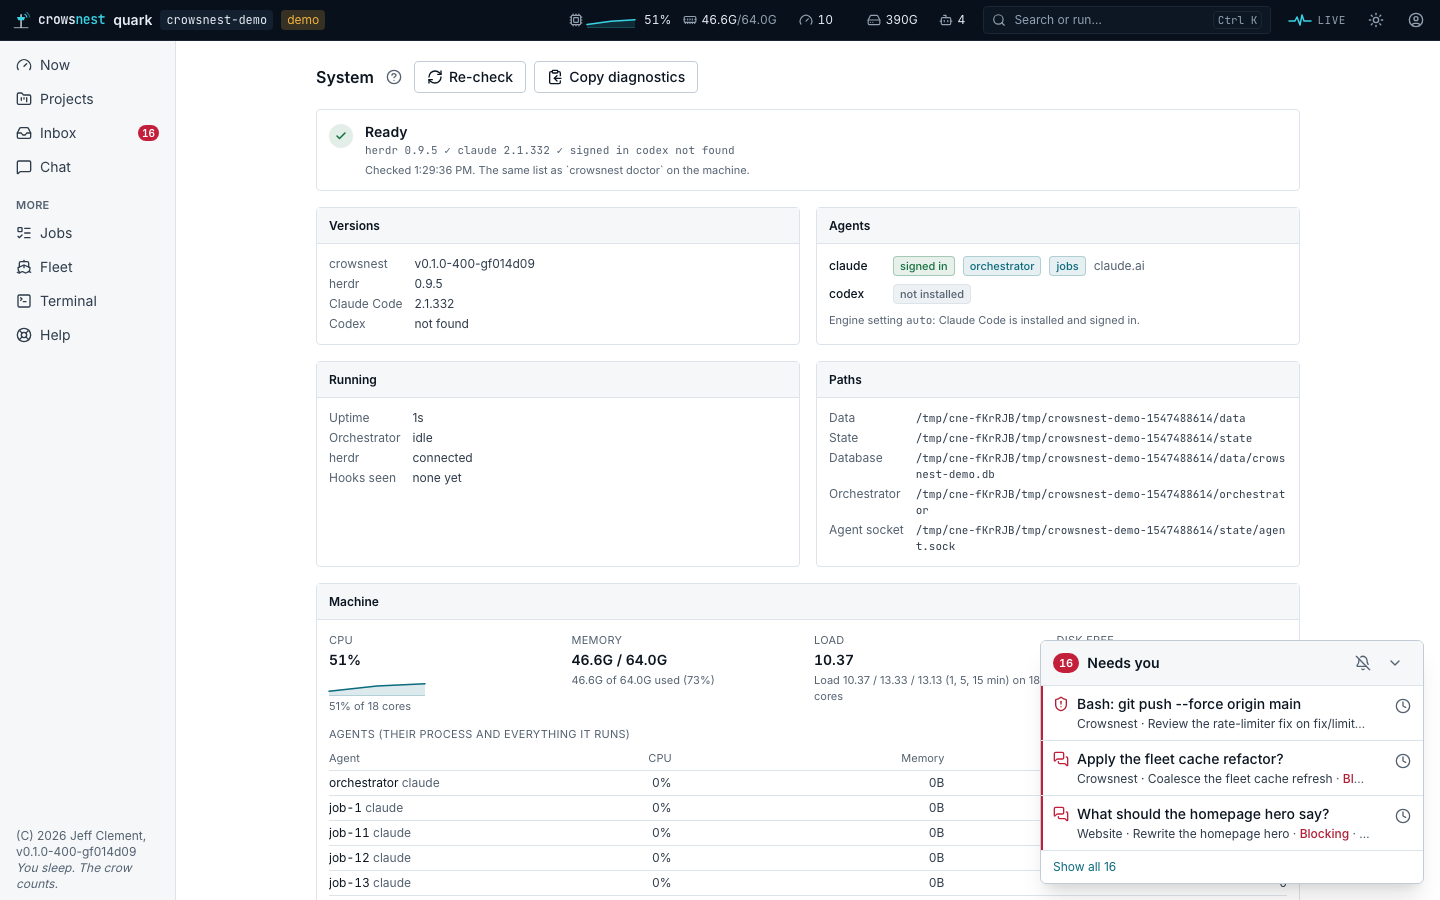 crowsnest quark crowsnest-demo demo 51% 46.6G/64.0G 10 390G 4 Search or run... Ctrl K LIVE
Now
Projects
Inbox 16
Chat
MORE
Jobs
Fleet
Terminal
Help
(C) 2026 Jeff Clement,
v0.1.0-400-gf014d09
You sleep. The crow
counts.
System Re-check Copy diagnostics
Ready
herdr 0.9.5 ✓ claude 2.1.332 ✓ signed in codex not found
Checked 1:29:36 PM. The same list as `crowsnest doctor` on the machine.
Versions
crowsnest v0.1.0-400-gf014d09
herdr 0.9.5
Claude Code 2.1.332
Codex not found
Agents
claude signed in orchestrator jobs claude.ai
codex not installed
Engine setting auto: Claude Code is installed and signed in.
Running
Uptime 1s
Orchestrator idle
herdr connected
Hooks seen none yet
Paths
Data /tmp/cne-fKrRJB/tmp/crowsnest-demo-1547488614/data
State /tmp/cne-fKrRJB/tmp/crowsnest-demo-1547488614/state
Database /tmp/cne-fKrRJB/tmp/crowsnest-demo-1547488614/data/crows
nest-demo.db
Orchestrator /tmp/cne-fKrRJB/tmp/crowsnest-demo-1547488614/orchestrat
or
Agent socket /tmp/cne-fKrRJB/tmp/crowsnest-demo-1547488614/state/agen
t.sock
Machine
CPU MEMORY LOAD DISK FREE
51% 46.6G / 64.0G 10.37
46.6G of 64.0G used (73%) Load 10.37 / 13.33 / 13.13 (1, 5, 15 min) on 18
cores
51% of 18 cores
AGENTS (THEIR PROCESS AND EVERYTHING IT RUNS)
Agent CPU Memory
orchestrator claude 0% 0B
job-1 claude 0% 0B
job-11 claude 0% 0B
job-12 claude 0% 0B
job-13 claude 0% 0B
16 Needs you
Bash: git push --force origin main
Crowsnest · Review the rate-limiter fix on fix/limit...
Apply the fleet cache refactor?
Crowsnest · Coalesce the fleet cache refresh · Bl...
What should the homepage hero say?
Website · Rewrite the homepage hero · Blocking · ...
Show all 16